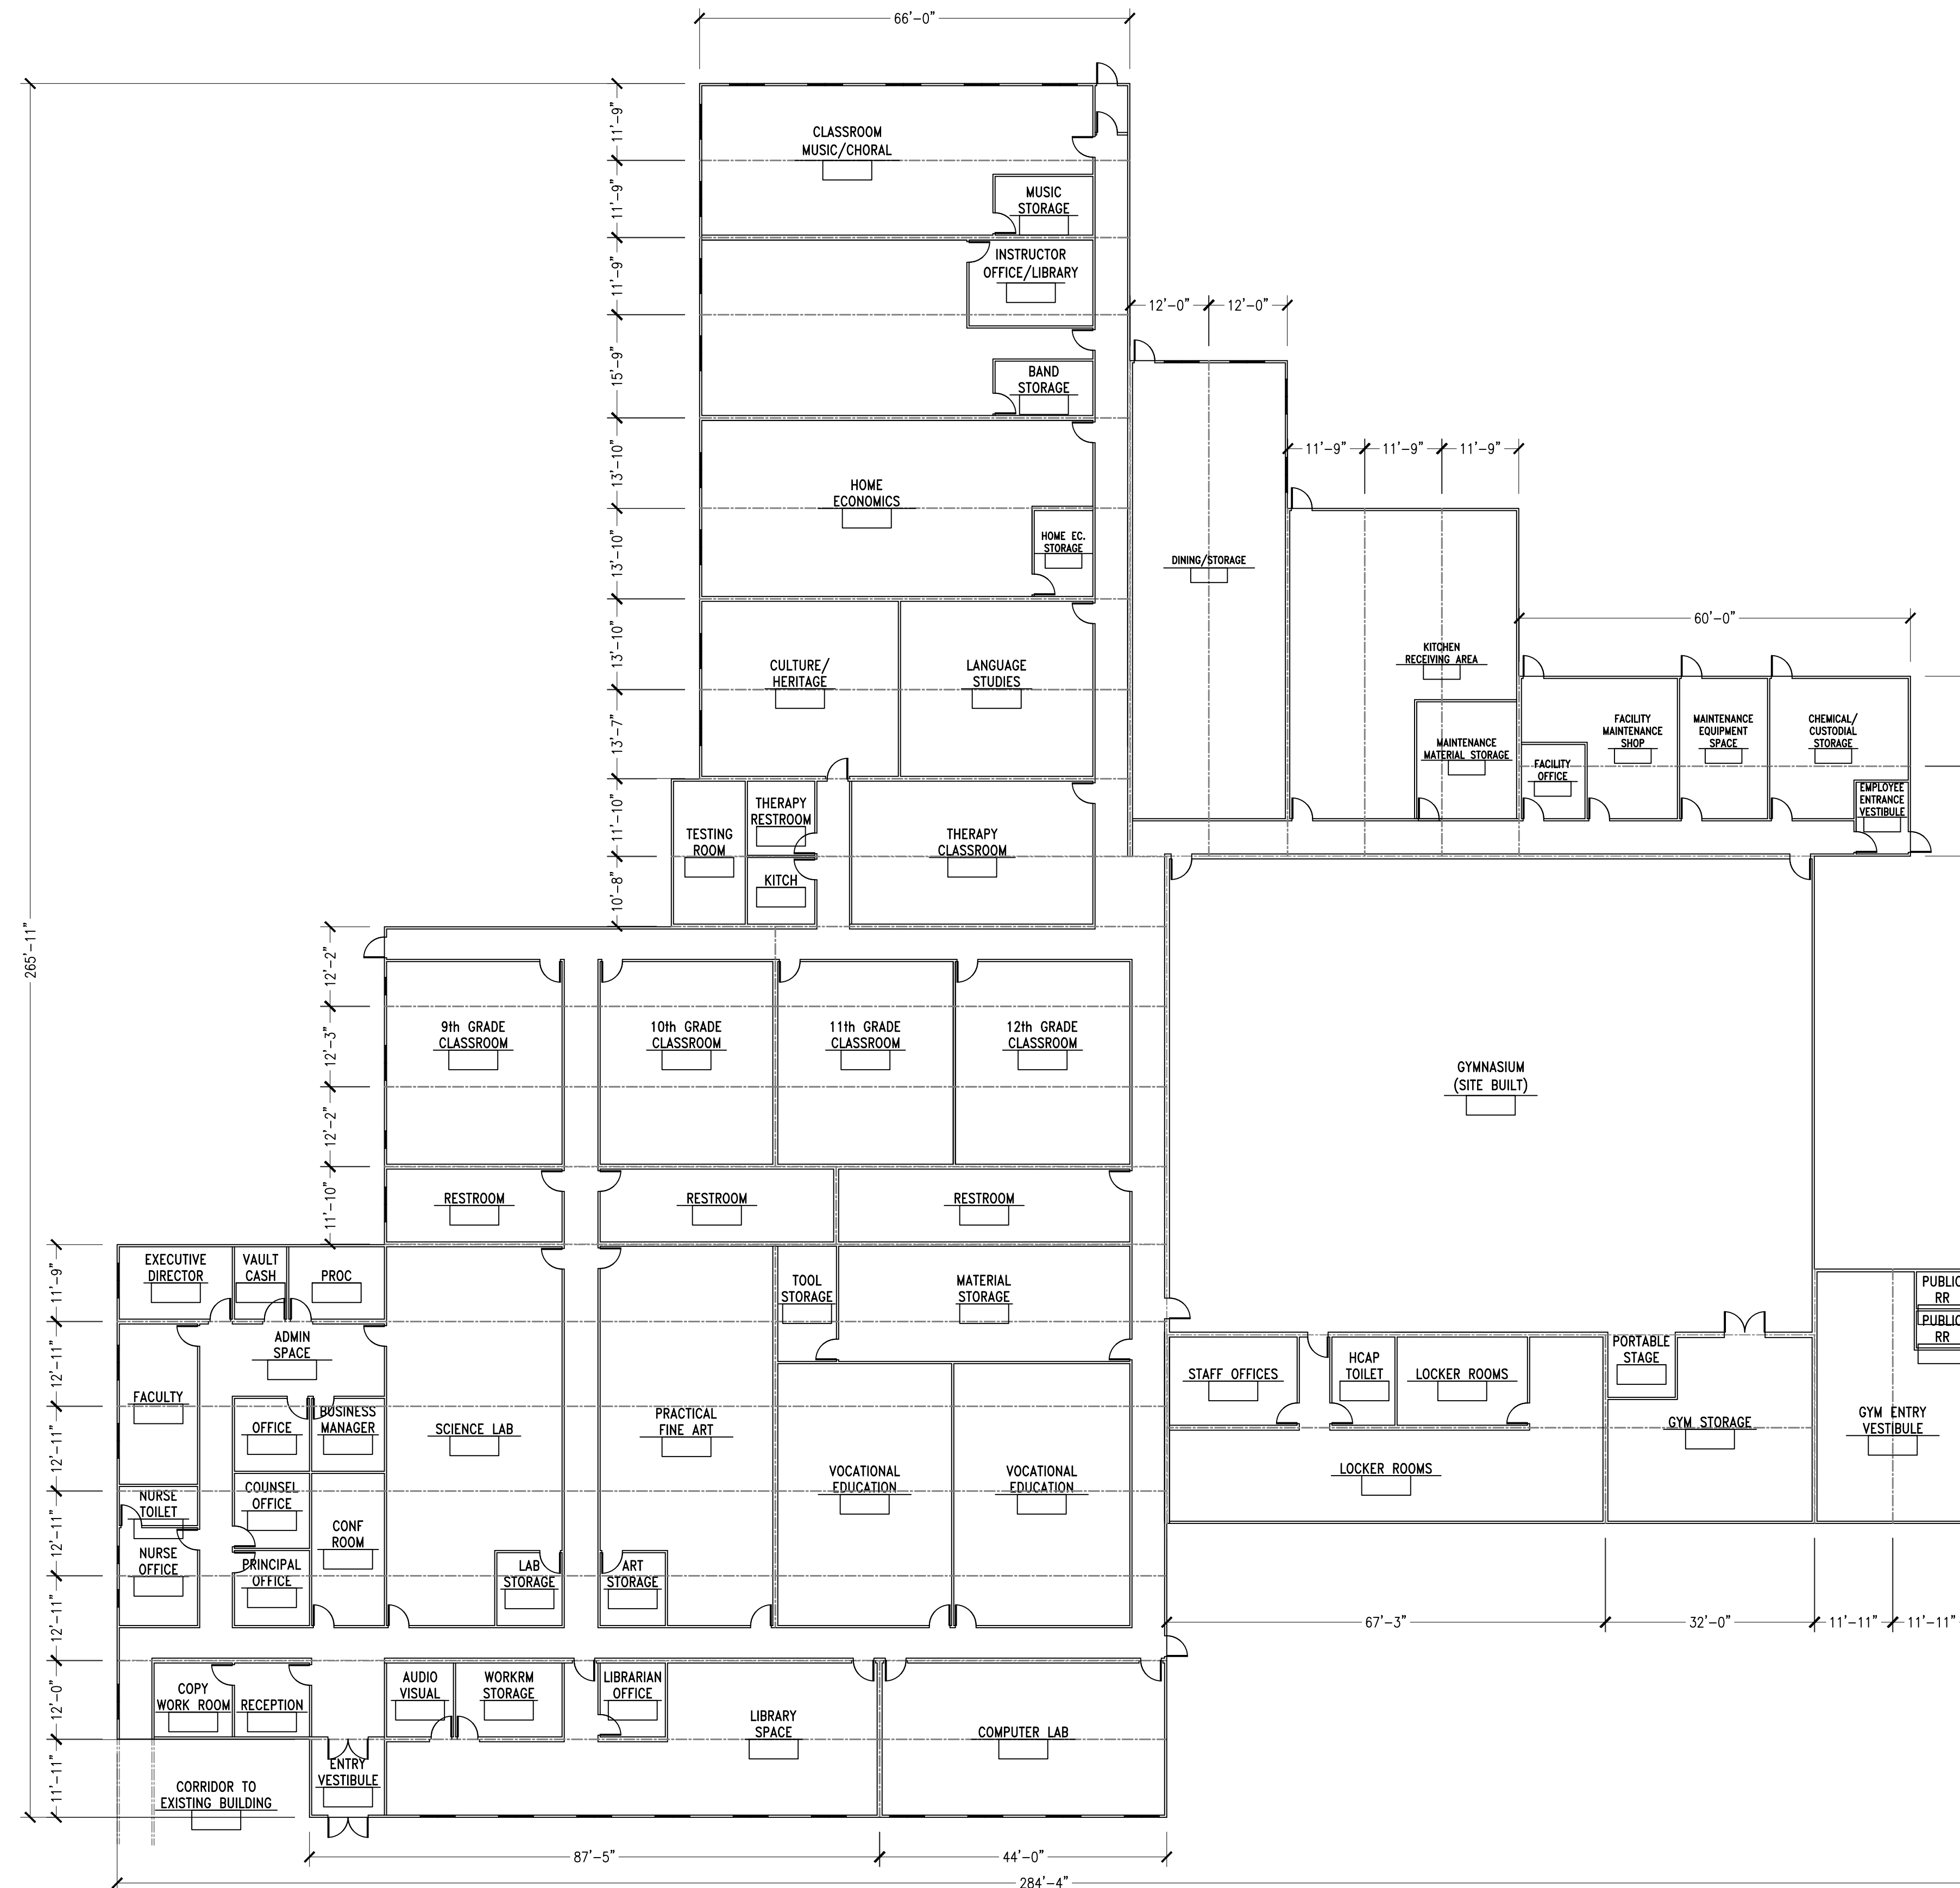 66'-0"
11'-9"
CLASSROOM
MUSIC/CHORAL
11'-9"
MUSIC
STORAGE
11'-9"
INSTRUCTOR
OFFICE/LIBRARY
12'-0"
12'-0"
15'-9"
BAND
STORAGE
11'-9"
11'-9"
11'-9"
13'-10"
HOME
ECONOMICS
13'-10"
HOME EC.
STORAGE
DINING/STORAGE
60'-0"
13'-10"
CULTURE/
HERITAGE
LANGUAGE
STUDIES
KITCHEN
RECEIVING AREA
13'-7"
MAINTENANCE
MATERIAL STORAGE
FACILITY
MAINTENANCE
SHOP
MAINTENANCE
EQUIPMENT
SPACE
CHEMICAL/
CUSTODIAL
STORAGE
FACILITY
OFFICE
EMPLOYEE
ENTRANCE
VESTIBULE
11'-10"
TESTING
ROOM
THERAPY
RESTROOM
THERAPY
CLASSROOM
10'-8"
KITCH
265'-11"
12'-2"
12'-3"
9th GRADE
CLASSROOM
10th GRADE
CLASSROOM
11th GRADE
CLASSROOM
12th GRADE
CLASSROOM
GYMNASIUM
(SITE BUILT)
12'-2"
11'-10"
RESTROOM
RESTROOM
RESTROOM
11'-9"
EXECUTIVE
DIRECTOR
VAULT
CASH
PROC
TOOL
STORAGE
MATERIAL
STORAGE
PUBLIC
RR
PUBLIC
RR
12'-11"
ADMIN
SPACE
STAFF OFFICES
HCAP
TOILET
LOCKER ROOMS
PORTABLE
STAGE
FACULTY
OFFICE
BUSINESS
MANAGER
SCIENCE LAB
PRACTICAL
FINE ART
GYM STORAGE
GYM ENTRY
VESTIBULE
12'-11"
VOCATIONAL
EDUCATION
VOCATIONAL
EDUCATION
LOCKER ROOMS
NURSE
TOILET
COUNSEL
OFFICE
CONF
ROOM
12'-11"
NURSE
OFFICE
PRINCIPAL
OFFICE
LAB
STORAGE
ART
STORAGE
12'-11"
67'-3"
32'-0"
11'-11"
11'-11"
12'-0"
COPY
WORK ROOM
RECEPTION
AUDIO
VISUAL
WORKRM
STORAGE
LIBRARIAN
OFFICE
LIBRARY
SPACE
COMPUTER LAB
11'-11"
CORRIDOR TO
EXISTING BUILDING
ENTRY
VESTIBULE
87'-5"
44'-0"
284'-4"